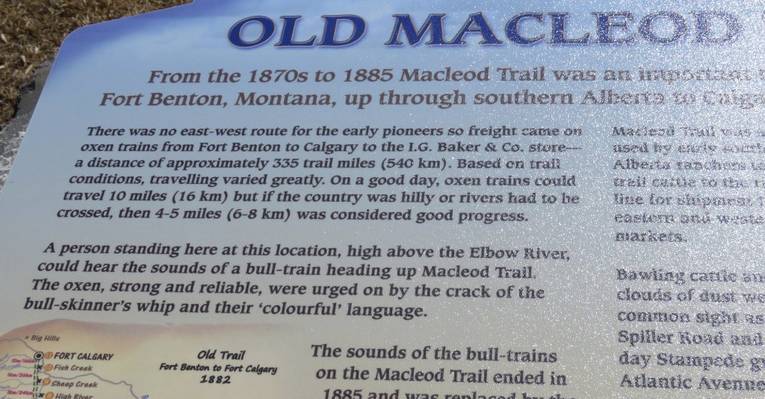 OLD MACLEOD
From the 1870s to 1885 Macleod Trail was an important
Fort Benton, Montana, up through southern Alberta to
There was no east-west route for the early pioneers so freight came on
oxen trains from Fort Benton to Calgary to the I.G. Baker & Co. store—
a distance of approximately 335 trail miles (540 km). Based on trail
conditions, travelling varied greatly. On a good day, oxen trains could
travel 10 miles (16 km) but if the country was hilly or rivers had to be
crossed, then 4-5 miles (6-8 km) was considered good progress.
A person standing here at this location, high above the Elbow River,
could hear the sounds of a bull-train heading up Macleod Trail.
The oxen, strong and reliable, were urged on by the crack of the
bull-skinner's whip and their 'colourful' language.
Big Hills
FORT CALGARY
Fish Creek
Sheep Creek
High River
Old Trail
Fort Benton to Fort Calgary
1882
The sounds of the bull-trains
on the Macleod Trail ended in
1885 and was replaced by the
Macleod Trail was
used by early
Alberta ranchers
trail cattle to the
line for shipment
eastern and
markets.
Bawling cattle
clouds of dust
common sight as
Spiller Road and
day Stampede
Atlantic Avenue